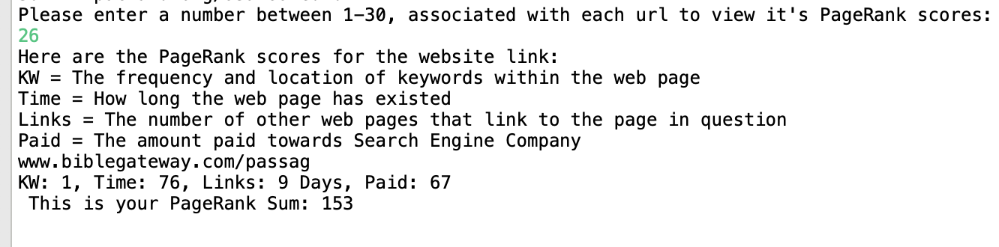 Please enter a number between 1–30, associated with each url to view it's PageRank scores:
26
Here are the PageRank scores for the website link:
KW = The frequency and location of keywords within the web page
Time = How long the web page has existed
Links = The number of other web pages that link to the page in question
Paid = The amount paid towards Search Engine Company
www.biblegateway.com/passag
KW: 1, Time: 76, Links: 9 Days, Paid: 67
This is your PageRank Sum: 153